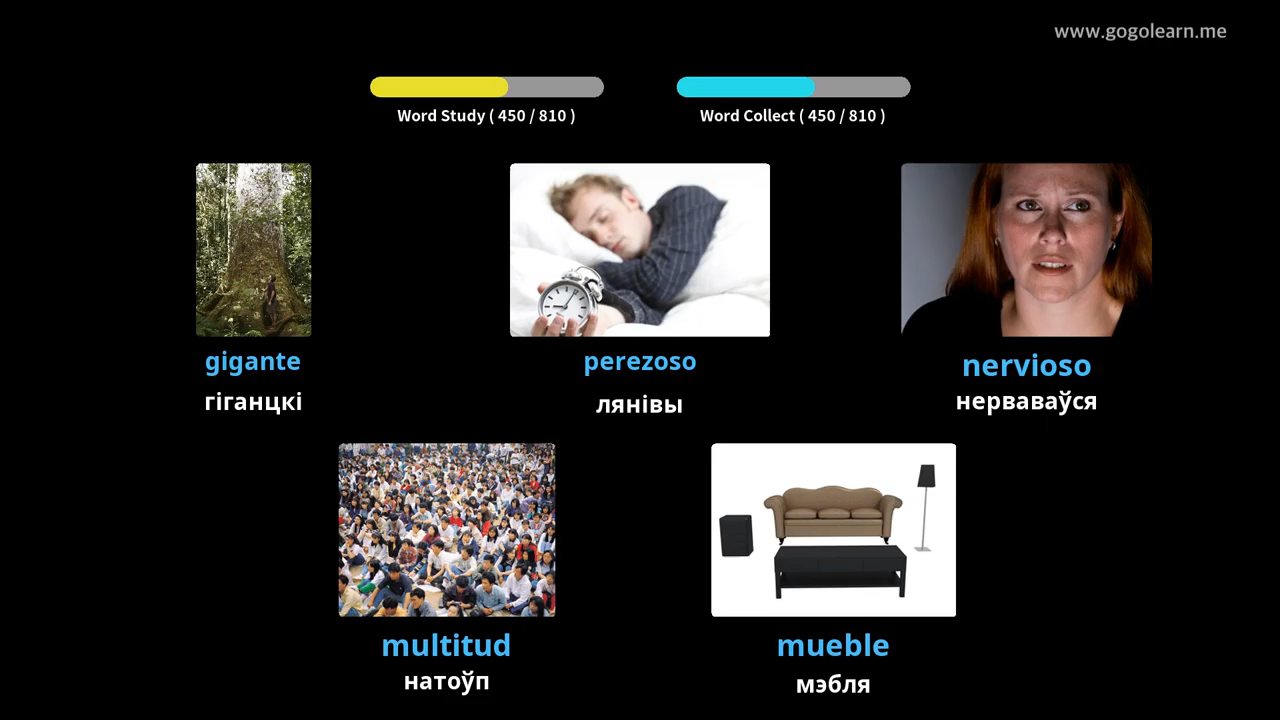 www.gogolearn.me
Word Study ( 450 / 810 )
Word Collect ( 450 / 810 )
gigante
гіганцкі
perezoso
лянівы
nervioso
нерваваўся
multitud
натоўп
mueble
мэбля